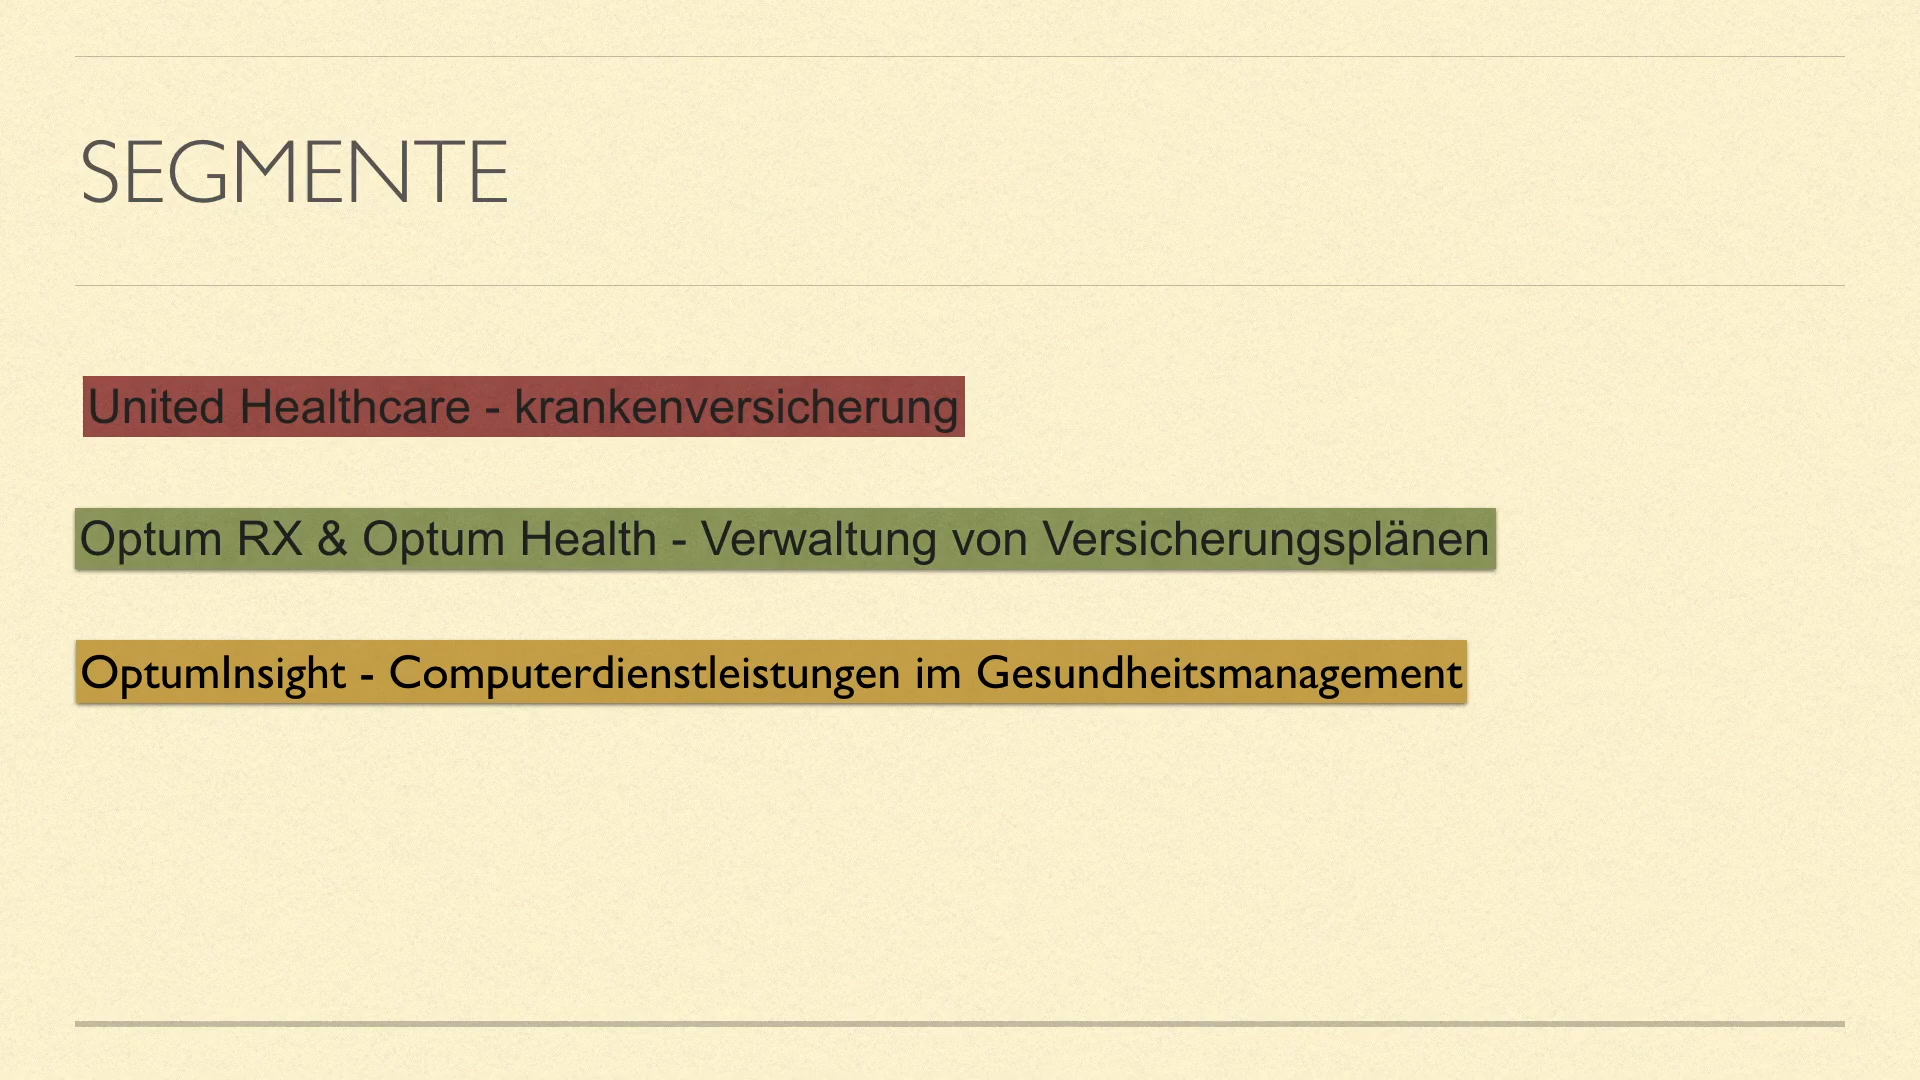 SEGMENTE
United Healthcare - krankenversicherung
Optum RX & Optum Health - Verwaltung von Versicherungsplänen
OptumInsight - Computerdienstleistungen im Gesundheitsmanagement